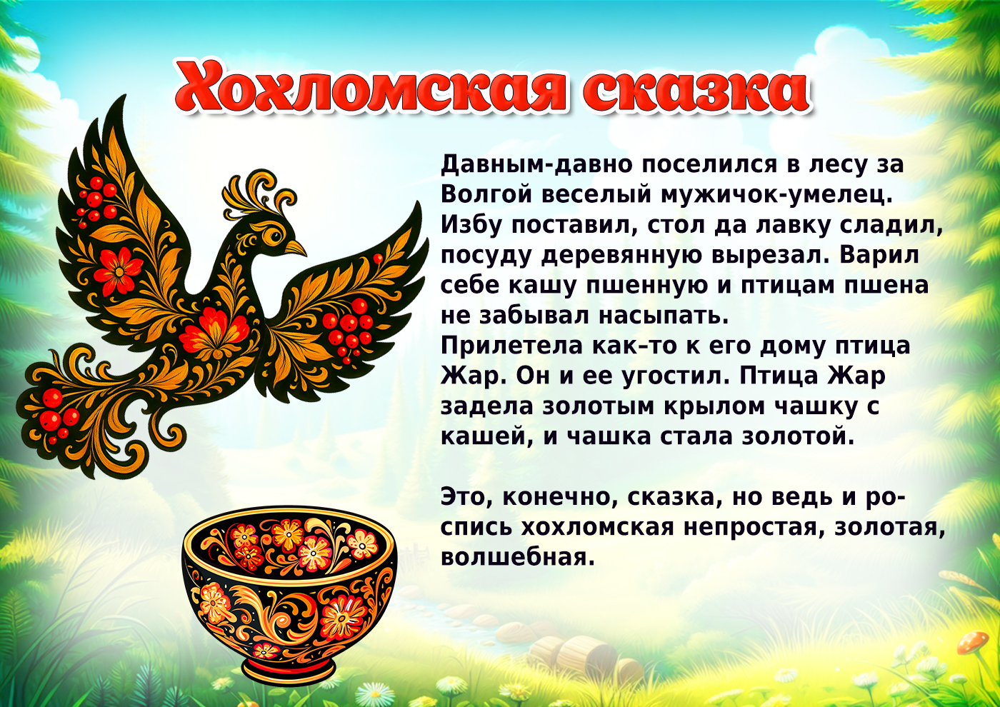 Хохломская сказка
Давным-давно поселился в лесу за
Волгой веселый мужичок-умелец.
Избу поставил, стол да лавку сладил,
посуду деревянную вырезал. Варил
себе кашу пшенную и птицам пшена
не забывал насыпать.
Прилетела как–то к его дому птица
Жар. Он и ее угостил. Птица Жар
задела золотым крылом чашку с
кашей, и чашка стала золотой.
Это, конечно, сказка, но ведь и ро-
спись хохломская непростая, золотая,
волшебная.